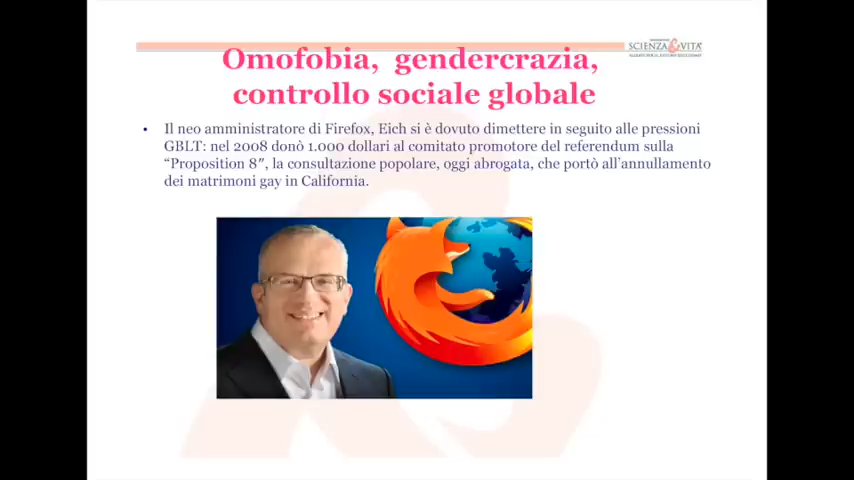 SCIENZA & VITA
Omofobia, gendercrazia,
controllo sociale globale
• Il neo amministratore di Firefox, Eich si è dovuto dimettere in seguito alle pressioni
GBLT: nel 2008 donò 1.000 dollari al comitato promotore del referendum sulla
“Proposition 8″, la consultazione popolare, oggi abrogata, che portò all’annullamento
dei matrimoni gay in California.